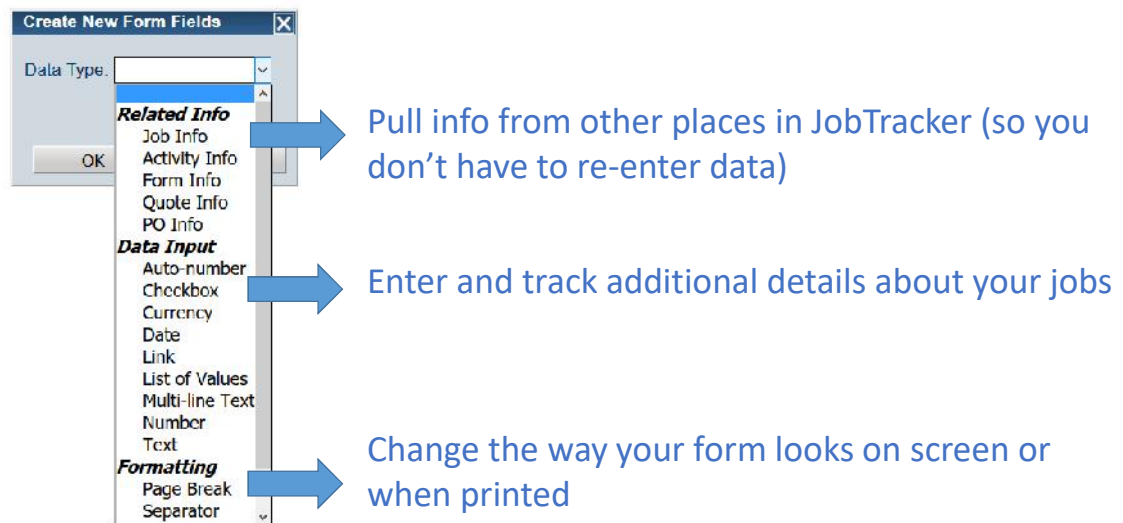 Create New Form Fields
Data Type:
Related Info
Job Info
Activity Info
Form Info
Quote Info
PO Info
Data Input
Auto-number
Checkbox
Currency
Date
Link
List of Values
Multi-line Text
Number
Text
Formatting
Page Break
Separator
OK
Pull info from other places in JobTracker (so you
don’t have to re-enter data)
Enter and track additional details about your jobs
Change the way your form looks on screen or
when printed